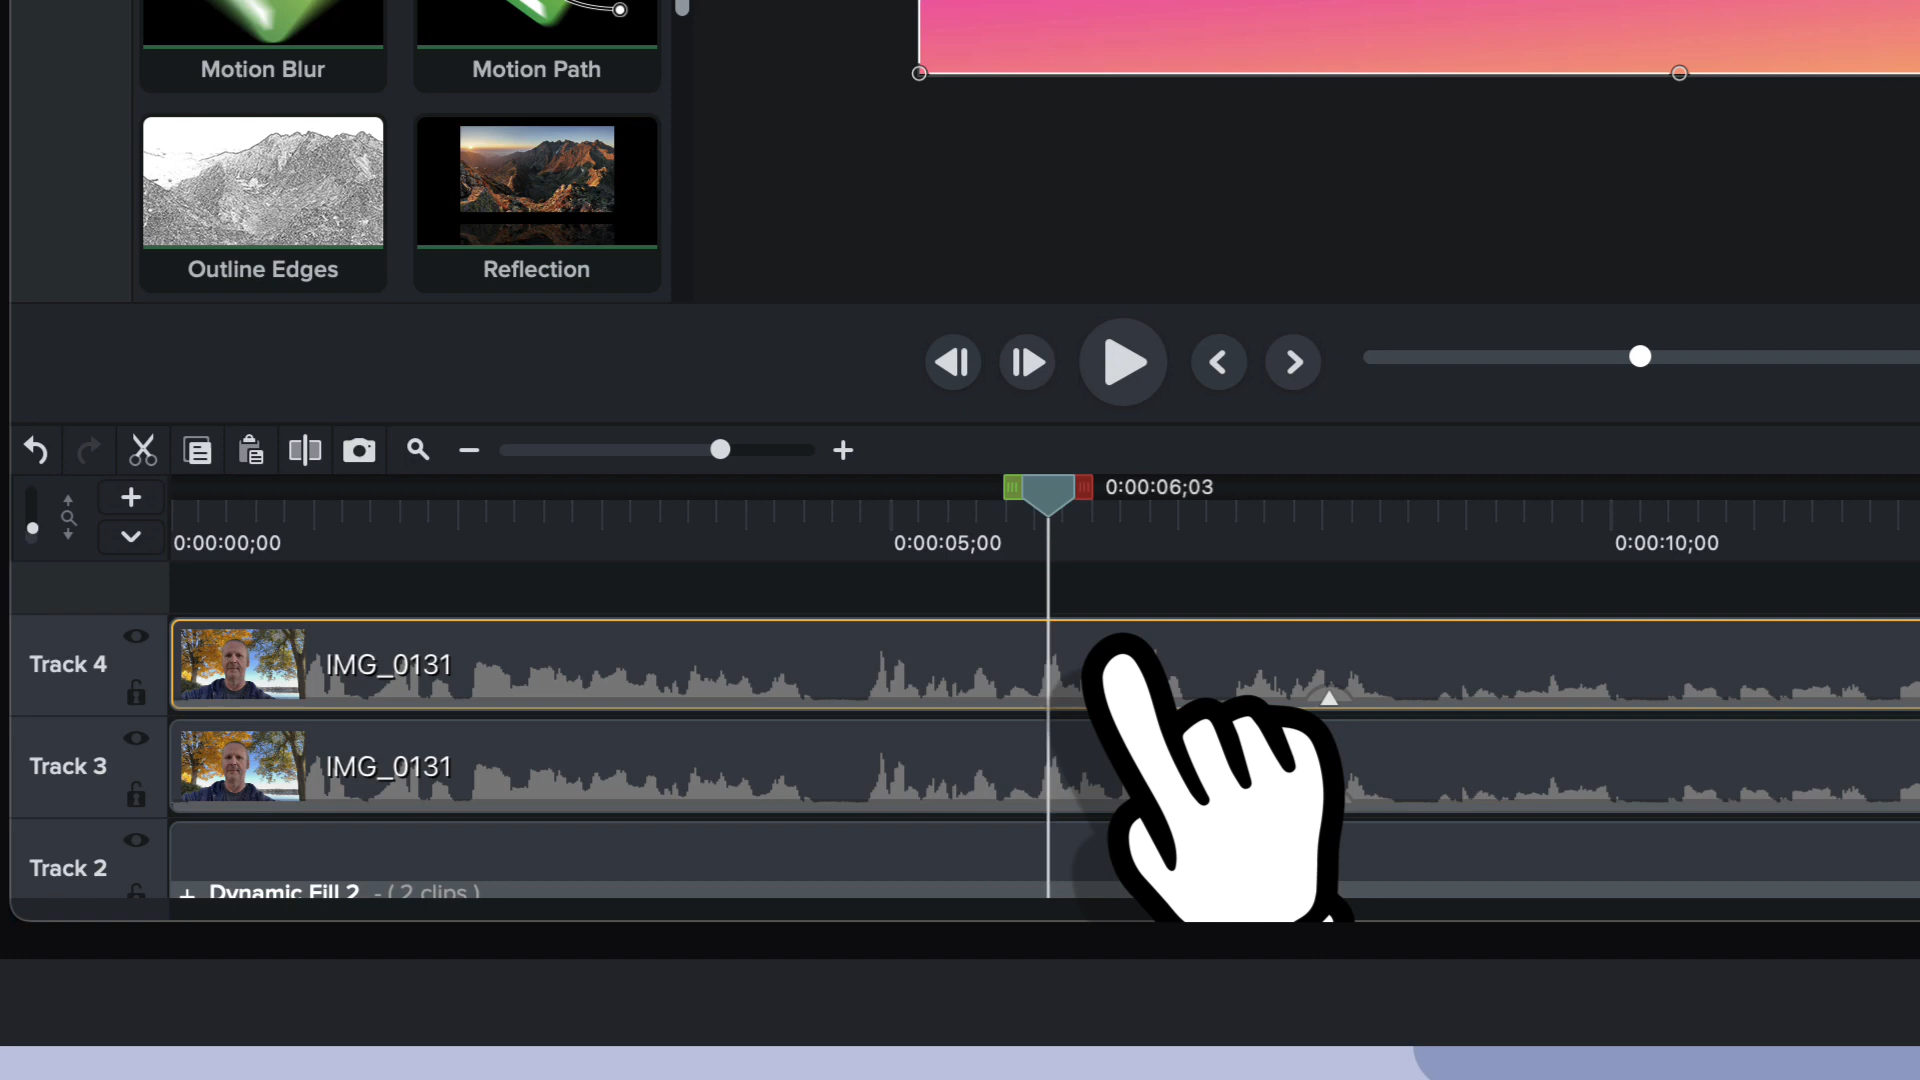 Motion Blur
Motion Path
Outline Edges
Reflection
0:00:06;03
0:00:00;00
0:00:05;00
0:00:10;00
Track 4
IMG_0131
Track 3
IMG_0131
Track 2
+ Dynamic Fill 2 - ( 2 clips )